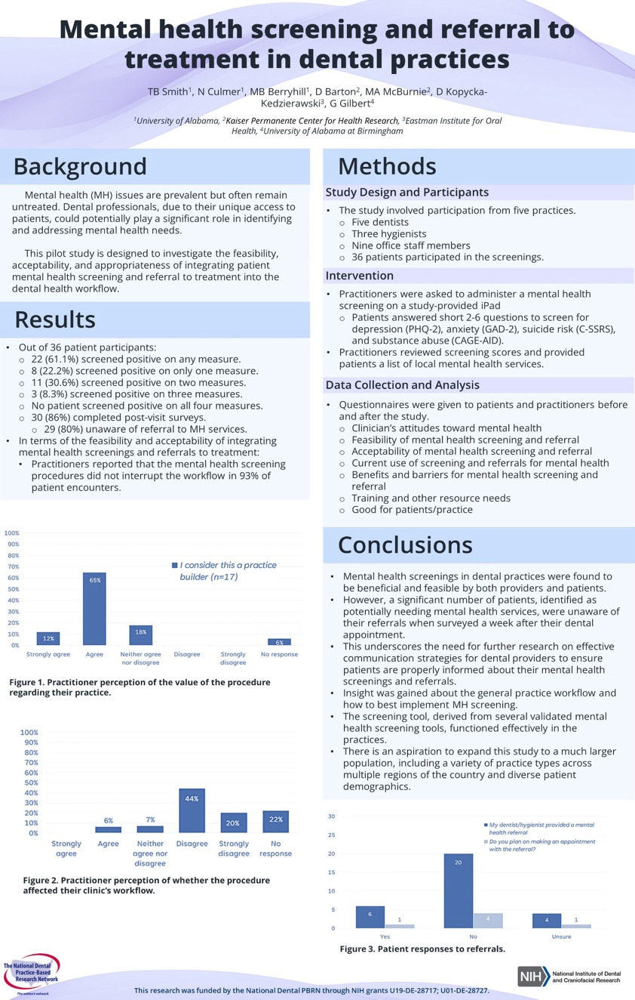 Mental health screening and referral to
treatment in dental practices
TB Smith¹, N Culmer¹, MB Berryhill¹, D Barton², MA McBurnie², D Kopycka-
Kedzierawski³, G Gilbert⁴
¹University of Alabama, ²Kaiser Permanente Center for Health Research, ³Eastman Institute for Oral
Health, ⁴University of Alabama at Birmingham
Background
Mental health (MH) issues are prevalent but often remain
untreated. Dental professionals, due to their unique access to
patients, could potentially play a significant role in identifying
and addressing mental health needs.
This pilot study is designed to investigate the feasibility,
acceptability, and appropriateness of integrating patient
mental health screening and referral to treatment into the
dental health workflow.
Results
• Out of 36 patient participants:
o 22 (61.1%) screened positive on any measure.
o 8 (22.2%) screened positive on only one measure.
o 11 (30.6%) screened positive on two measures.
o 3 (8.3%) screened positive on three measures.
o No patient screened positive on all four measures.
o 30 (86%) completed post-visit surveys.
o 29 (80%) unaware of referral to MH services.
• In terms of the feasibility and acceptability of integrating
mental health screenings and referrals to treatment:
• Practitioners reported that the mental health screening
procedures did not interrupt the workflow in 93% of
patient encounters.
100%
90%
80%
70%
60%
50%
40%
30%
20%
10%
0%
I consider this a practice
builder (n=17)
12%
65%
18%
6%
Strongly agree
Agree
Neither agree
nor disagree
Disagree
Strongly
disagree
No response
Figure 1. Practitioner perception of the value of the procedure
regarding their practice.
100%
90%
80%
70%
60%
50%
40%
30%
20%
10%
0%
6%
7%
44%
20%
22%
Strongly
agree
Agree
Neither
agree nor
disagree
Disagree
Strongly
disagree
No
response
Figure 2. Practitioner perception of whether the procedure
affected their clinic's workflow.
Methods
Study Design and Participants
• The study involved participation from five practices.
o Five dentists
o Three hygienists
o Nine office staff members
o 36 patients participated in the screenings.
Intervention
• Practitioners were asked to administer a mental health
screening on a study-provided iPad
o Patients answered short 2-6 questions to screen for
depression (PHQ-2), anxiety (GAD-2), suicide risk (C-SSRS),
and substance abuse (CAGE-AID).
• Practitioners reviewed screening scores and provided
patients a list of local mental health services.
Data Collection and Analysis
• Questionnaires were given to patients and practitioners before
and after the study.
o Clinician's attitudes toward mental health
o Feasibility of mental health screening and referral
o Acceptability of mental health screening and referral
o Current use of screening and referrals for mental health
o Benefits and barriers for mental health screening and
referral
o Training and other resource needs
o Good for patients/practice
Conclusions
• Mental health screenings in dental practices were found to
be beneficial and feasible by both providers and patients.
• However, a significant number of patients, identified as
potentially needing mental health services, were unaware of
their referrals when surveyed a week after their dental
appointment.
• This underscores the need for further research on effective
communication strategies for dental providers to ensure
patients are properly informed about their mental health
screenings and referrals.
• Insight was gained about the general practice workflow and
how to best implement MH screening.
• The screening tool, derived from several validated mental
health screening tools, functioned effectively in the
practices.
• There is an aspiration to expand this study to a much larger
population, including a variety of practice types across
multiple regions of the country and diverse patient
demographics.
30
25
20
15
10
5
0
My dentist/hygienist provided a mental
health referral
Do you plan on making an appointment
with the referral?
6
1
20
4
4
1
Yes
No
Unsure
Figure 3. Patient responses to referrals.
The National Dental
Practice-Based
Research Network
The nation's network
This research was funded by the National Dental PBRN through NIH grants U19-DE-28717; U01-DE-28727.
NIH
National Institute of Dental
and Craniofacial Research